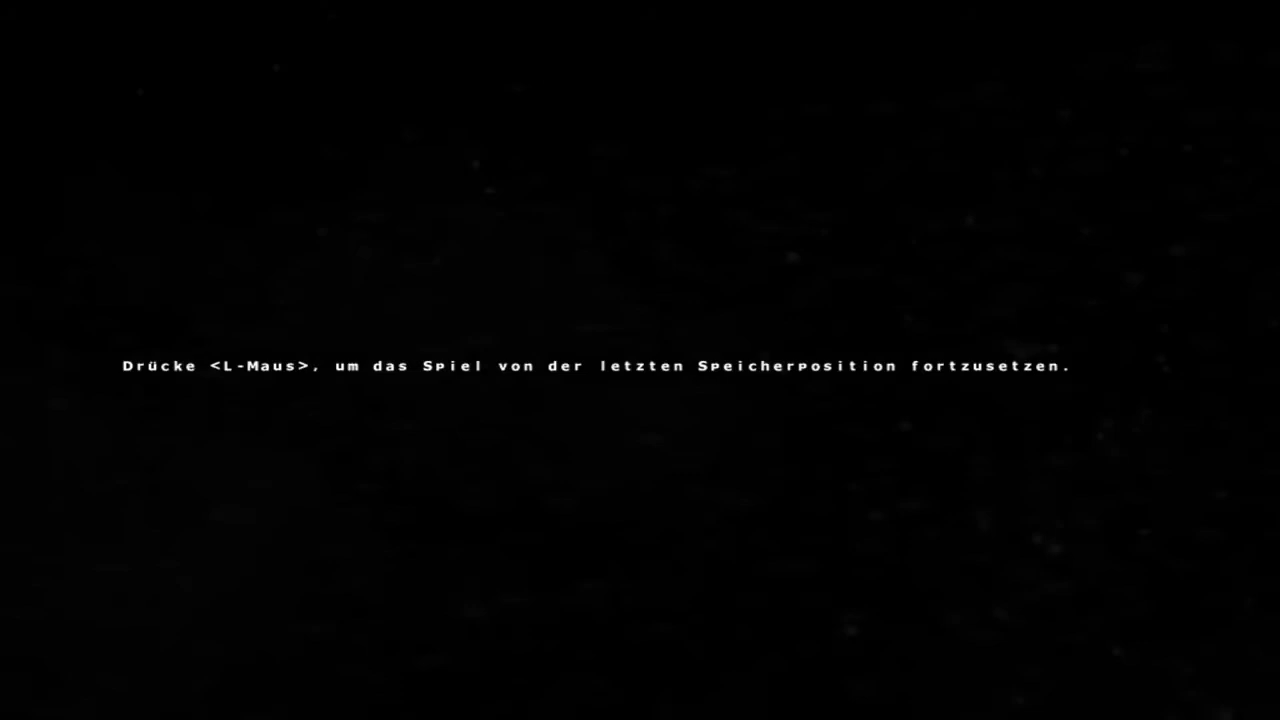 Drücke <L-Maus>, um das Spiel von der letzten Speicherposition fortzusetzen.